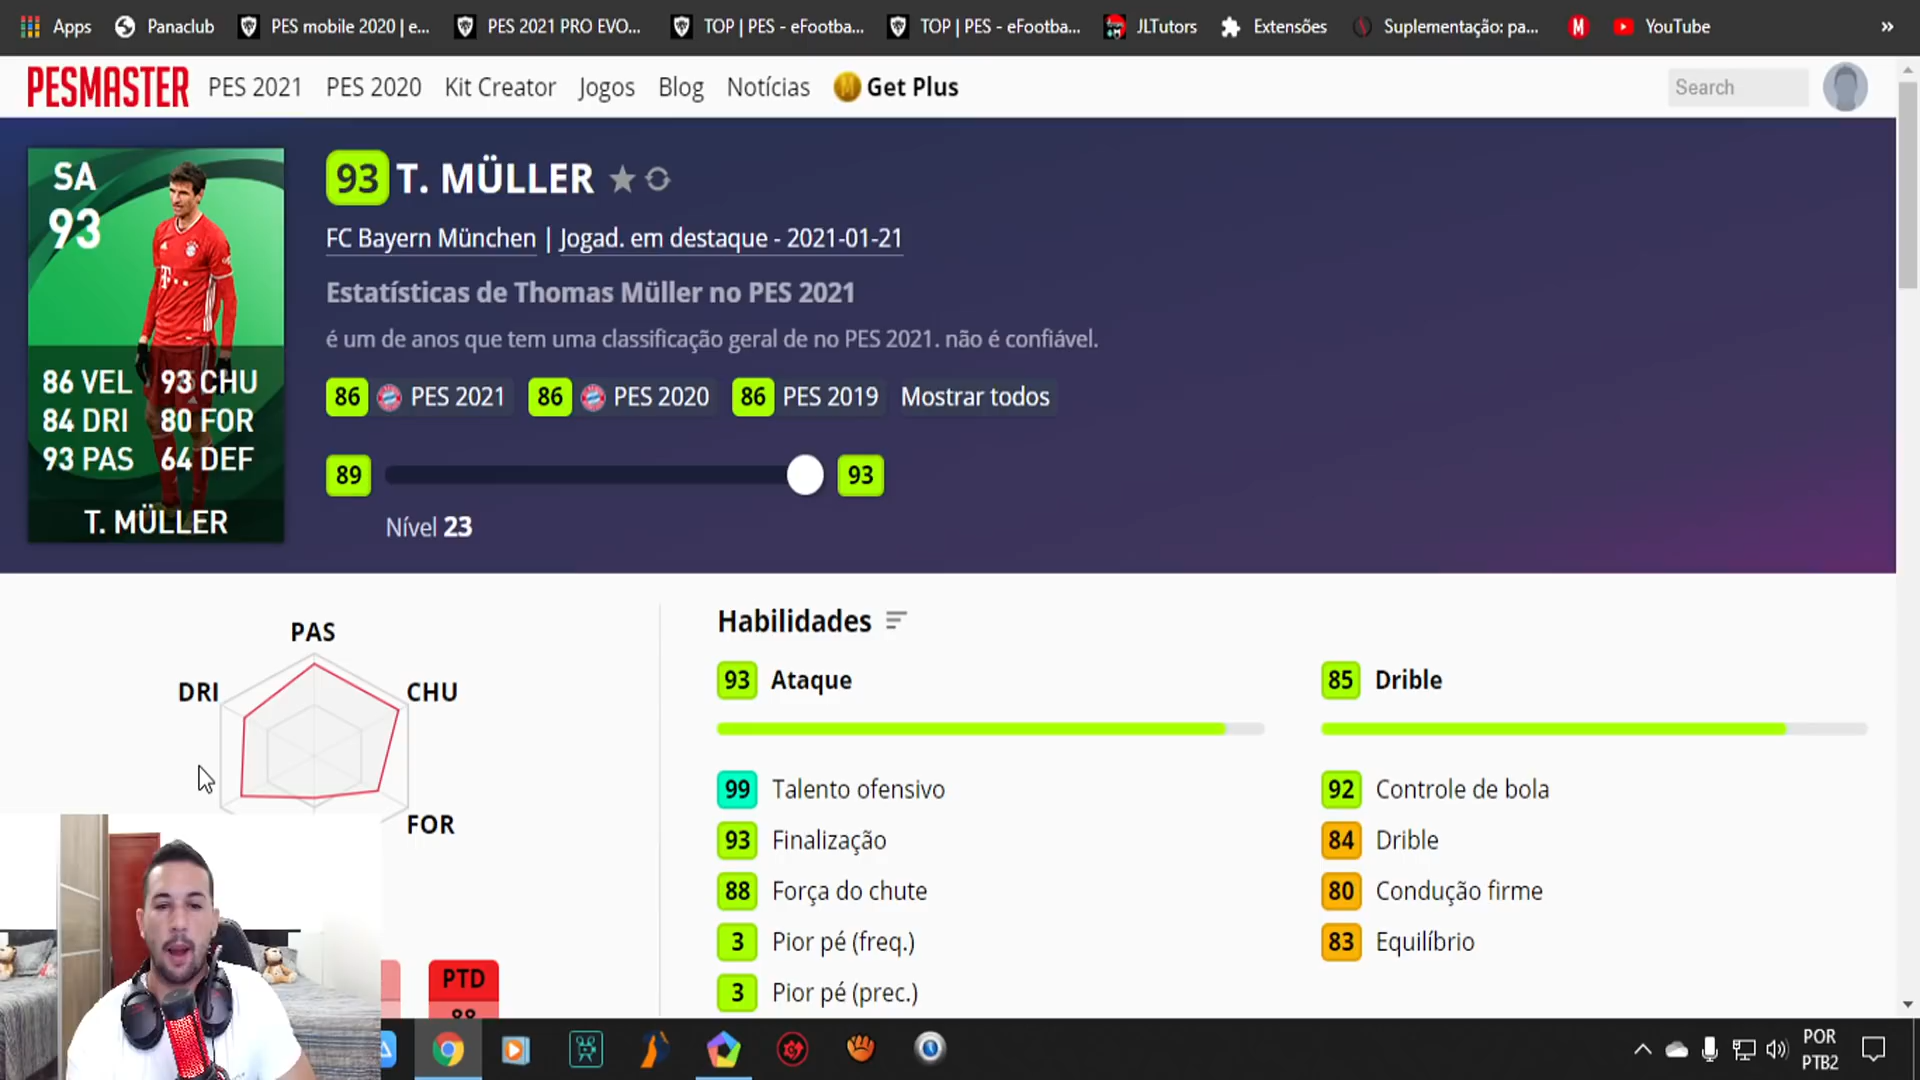 Apps
Panaclub
PES mobile 2020 | e...
PES 2021 PRO EVO...
TOP | PES - eFootba...
TOP | PES - eFootba...
JLTutors
Extensões
Suplementação: pa...
YouTube
»
PESMASTER
PES 2021
PES 2020
Kit Creator
Jogos
Blog
Notícias
Get Plus
Search
SA
93
86 VEL 93 CHU
84 DRI 80 FOR
93 PAS 64 DEF
T. MÜLLER
93 T. MÜLLER
FC Bayern München | Jogad. em destaque - 2021-01-21
Estatísticas de Thomas Müller no PES 2021
é um de anos que tem uma classificação geral de no PES 2021. não é confiável.
86 PES 2021 86 PES 2020 86 PES 2019 Mostrar todos
89 93
Nível 23
PAS
DRI
CHU
FOR
PTD
88
Habilidades
93 Ataque
99 Talento ofensivo
93 Finalização
88 Força do chute
3 Pior pé (freq.)
3 Pior pé (prec.)
85 Drible
92 Controle de bola
84 Drible
80 Condução firme
83 Equilíbrio
POR
PTB2